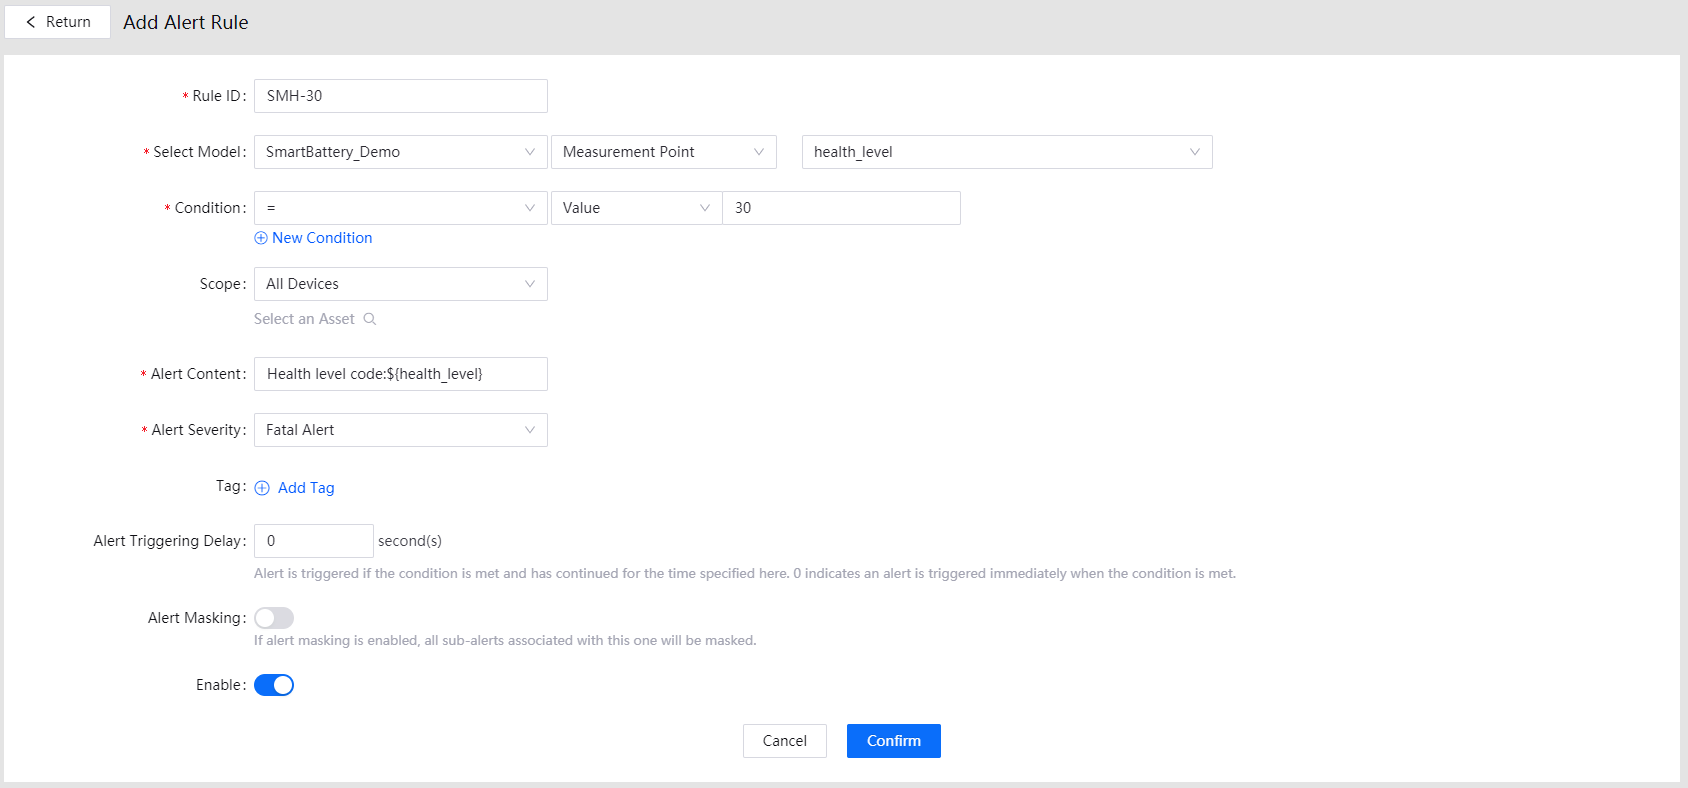 Return Add Alert Rule
* Rule ID: SMH-30
* Select Model: SmartBattery_Demo Measurement Point health_level
* Condition: = Value 30
New Condition
Scope: All Devices
Select an Asset
* Alert Content: Health level code:${health_level}
* Alert Severity: Fatal Alert
Tag: Add Tag
Alert Triggering Delay: 0 second(s)
Alert is triggered if the condition is met and has continued for the time specified here. 0 indicates an alert is triggered immediately when the condition is met.
Alert Masking:
If alert masking is enabled, all sub-alerts associated with this one will be masked.
Enable:
Cancel Confirm